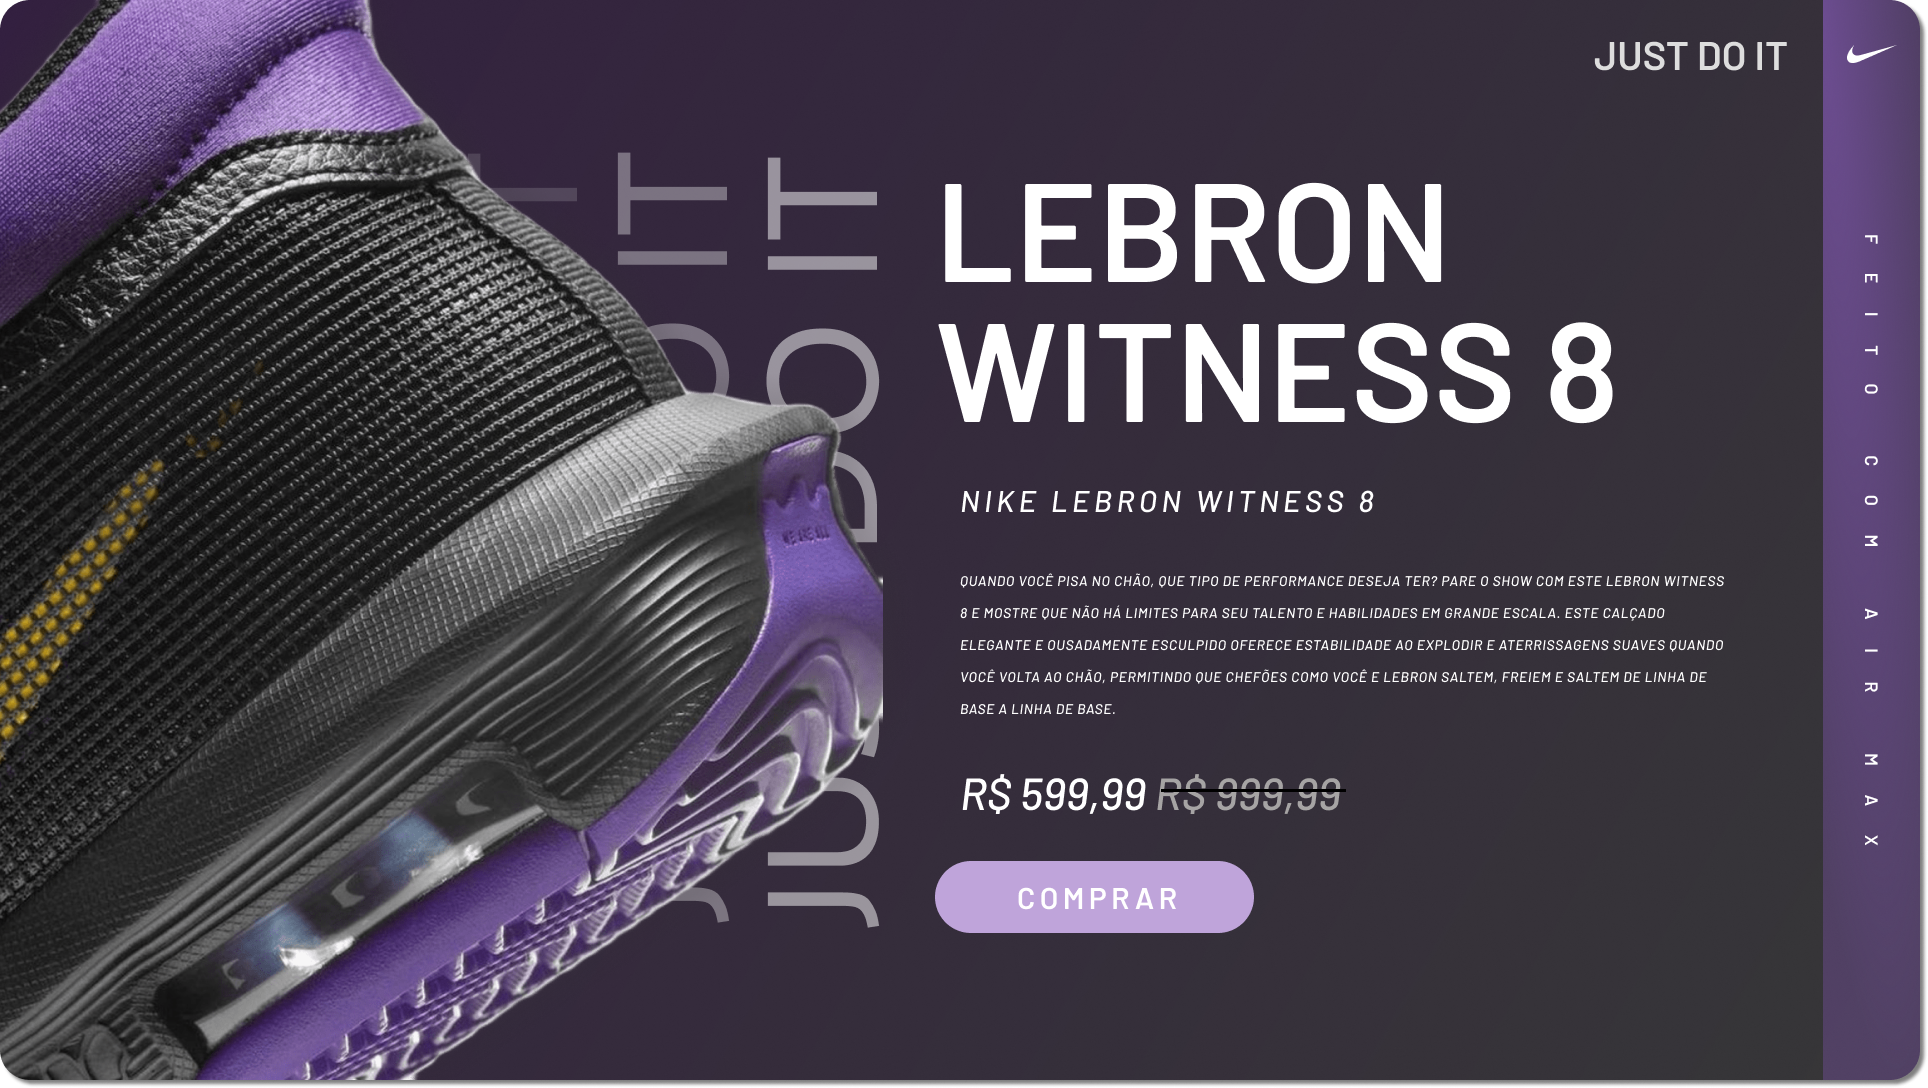 JUST DO IT
IT
JUST DO IT
LEBRON
WITNESS 8
NIKE LEBRON WITNESS 8
QUANDO VOCÊ PISA NO CHÃO, QUE TIPO DE PERFORMANCE DESEJA TER? PARE O SHOW COM ESTE LEBRON WITNESS
8 E MOSTRE QUE NÃO HÁ LIMITES PARA SEU TALENTO E HABILIDADES EM GRANDE ESCALA. ESTE CALÇADO
ELEGANTE E OUSADAMENTE ESCULPIDO OFERECE ESTABILIDADE AO EXPLODIR E ATERRISSAGENS SUAVES QUANDO
VOCÊ VOLTA AO CHÃO, PERMITINDO QUE CHEFÕES COMO VOCÊ E LEBRON SALTEM, FREIEM E SALTEM DE LINHA DE
BASE A LINHA DE BASE.
R$ 599,99 R$ 999,99
COMPRAR
FEITO COM AIR MAX